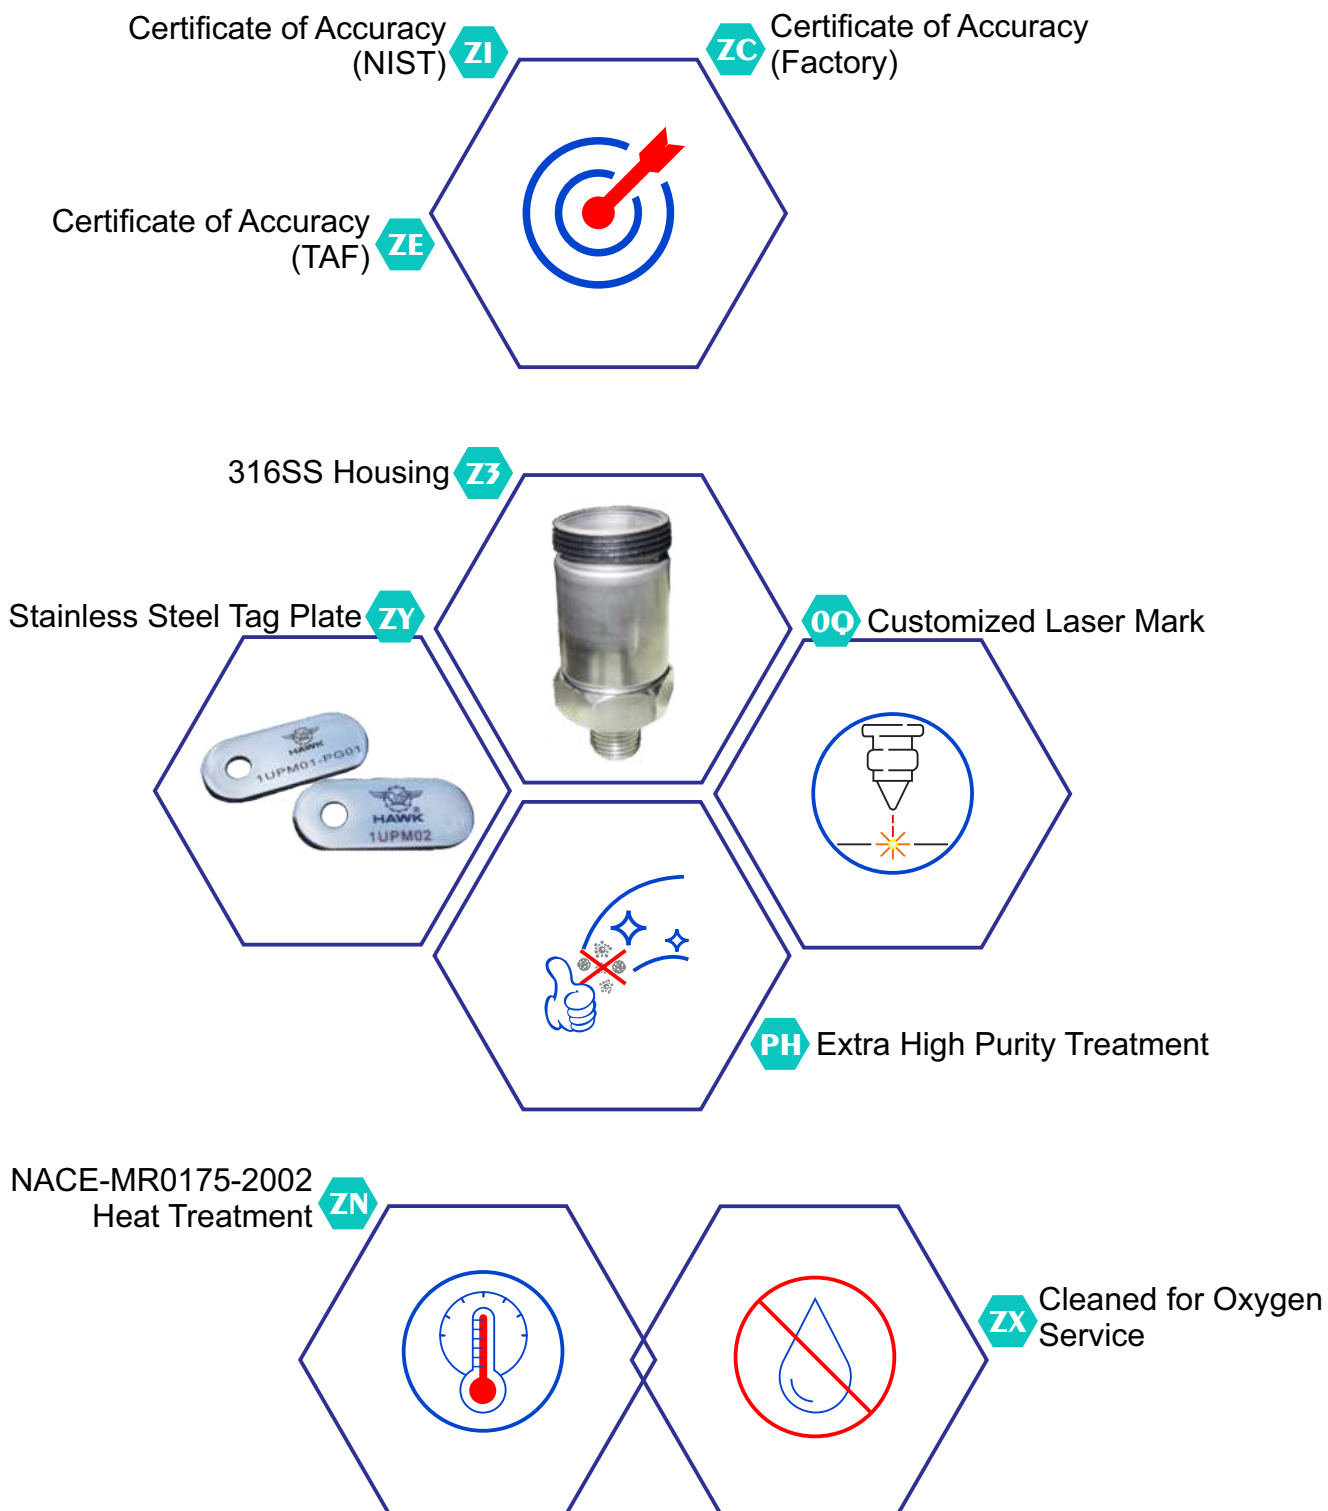 Certificate of Accuracy
(NIST)
ZI
ZC
Certificate of Accuracy
(Factory)
Certificate of Accuracy
(TAF)
ZE
316SS Housing
Z3
Stainless Steel Tag Plate
ZY
0Q
Customized Laser Mark
HAWK
1UPM01-PG01
HAWK
®
1UPM02
PH
Extra High Purity Treatment
NACE-MR0175-2002
Heat Treatment
ZN
ZX
Cleaned for Oxygen
Service